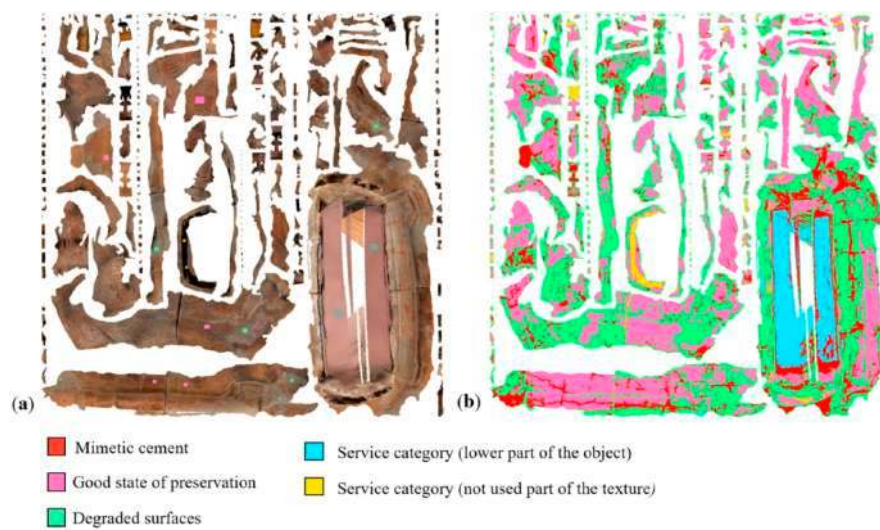 (a)
(b)
Mimetic cement
Good state of preservation
Degraded surfaces
Service category (lower part of the object)
Service category (not used part of the texture)